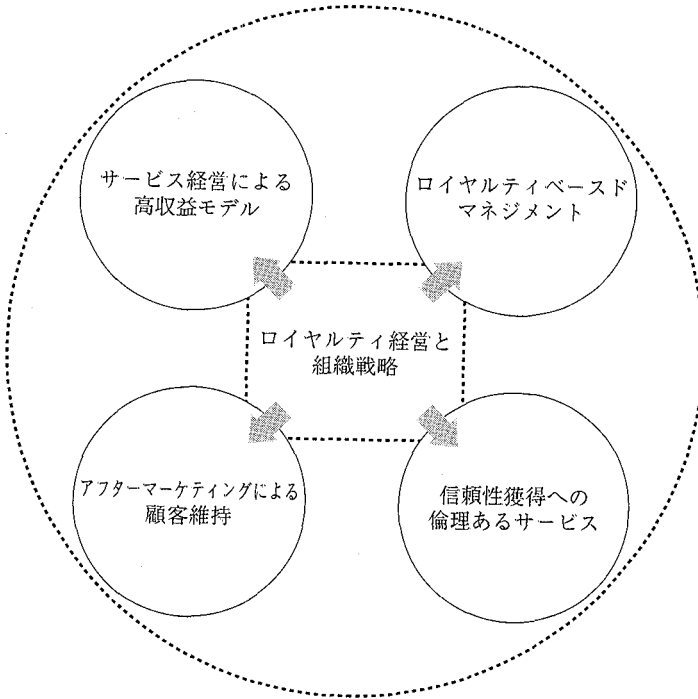 サービス経営による
高収益モデル
ロイヤルティベースド
マネジメント
ロイヤルティ経営と
組織戦略
アフターマーケティングによる
顧客維持
信頼性獲得への
倫理あるサービス